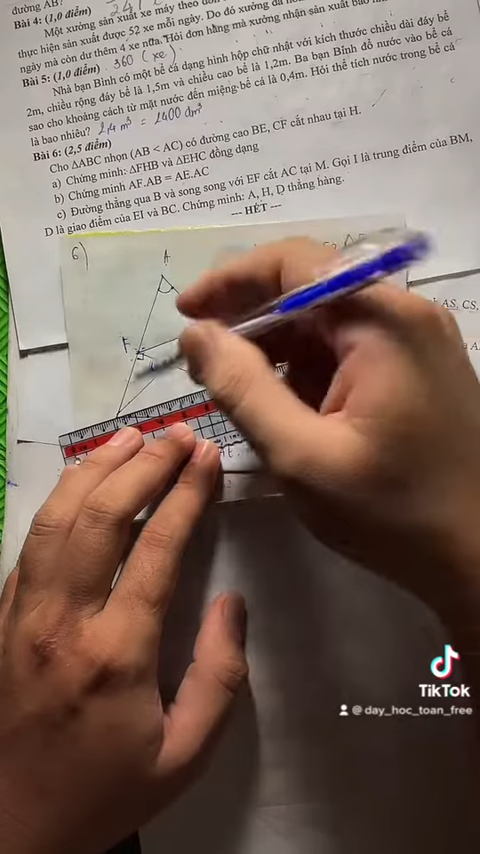 đường AB?
Bài 4: (1,0 điểm)
Một xưởng sản xuất xe máy theo đơn
thực hiện sản xuất được 52 xe mỗi ngày. Do đó xưởng đã
ngày mà còn dư thêm 4 xe nữa. Hỏi đơn hàng mà xưởng nhận sản xuất bao
Bài 5: (1,0 điểm) 360 (xe)
Nhà bạn Bình có một bể cá dạng hình hộp chữ nhật với kích thước chiều dài đáy bể
2m, chiều rộng đáy bể là 1,5m và chiều cao bể là 1,2m. Ba bạn Bình đổ nước vào bể cá
sao cho khoảng cách từ mặt nước đến miệng bể cá là 0,4m. Hỏi thể tích nước trong bể cá
là bao nhiêu? 2,4 m³ = 2400 dm³
Bài 6: (2,5 điểm)
Cho ΔABC nhọn (AB < AC) có đường cao BE, CF cắt nhau tại H.
a) Chứng minh: ΔFHB và ΔEHC đồng dạng
b) Chứng minh AF.AB = AE.AC
c) Đường thẳng qua B và song song với EF cắt AC tại M. Gọi I là trung điểm của BM,
D là giao điểm của EI và BC. Chứng minh: A, H, D thẳng hàng.
--- HẾT ---
6)
A
F
AS, CS,
TikTok
@day_hoc_toan_free